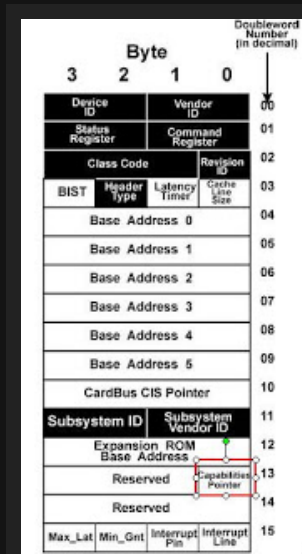 Doubleword
Number
(in decimal)
Byte
3 2 1 0
Device
ID
Vendor
ID
00
Status
Register
Command
Register
01
Class Code
Revision
ID
02
BIST
Header
Type
Latency
Timer
Cache
Line
Size
03
Base Address 0
04
Base Address 1
05
Base Address 2
06
Base Address 3
07
Base Address 4
08
Base Address 5
09
CardBus CIS Pointer
10
Subsystem ID
Subsystem
Vendor ID
11
Expansion ROM
Base Address
12
Reserved
Capabilities
Pointer
13
Reserved
14
Max_Lat
Min_Gnt
Interrupt
Pin
Interrupt
Line
15